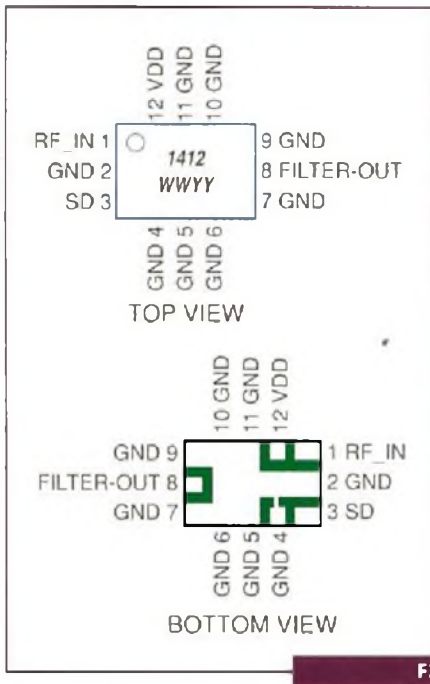 12 VDD
11 GND
10 GND
RF_IN 1
9 GND
1412
GND 2
8 FILTER-OUT
WWYY
SD 3
7 GND
GND 4
GND 5
GND 6
TOP VIEW
10 GND
11 GND
12 VDD
GND 9
1 RF_IN
FILTER-OUT 8
2 GND
GND 7
3 SD
GND 6
GND 5
GND 4
BOTTOM VIEW